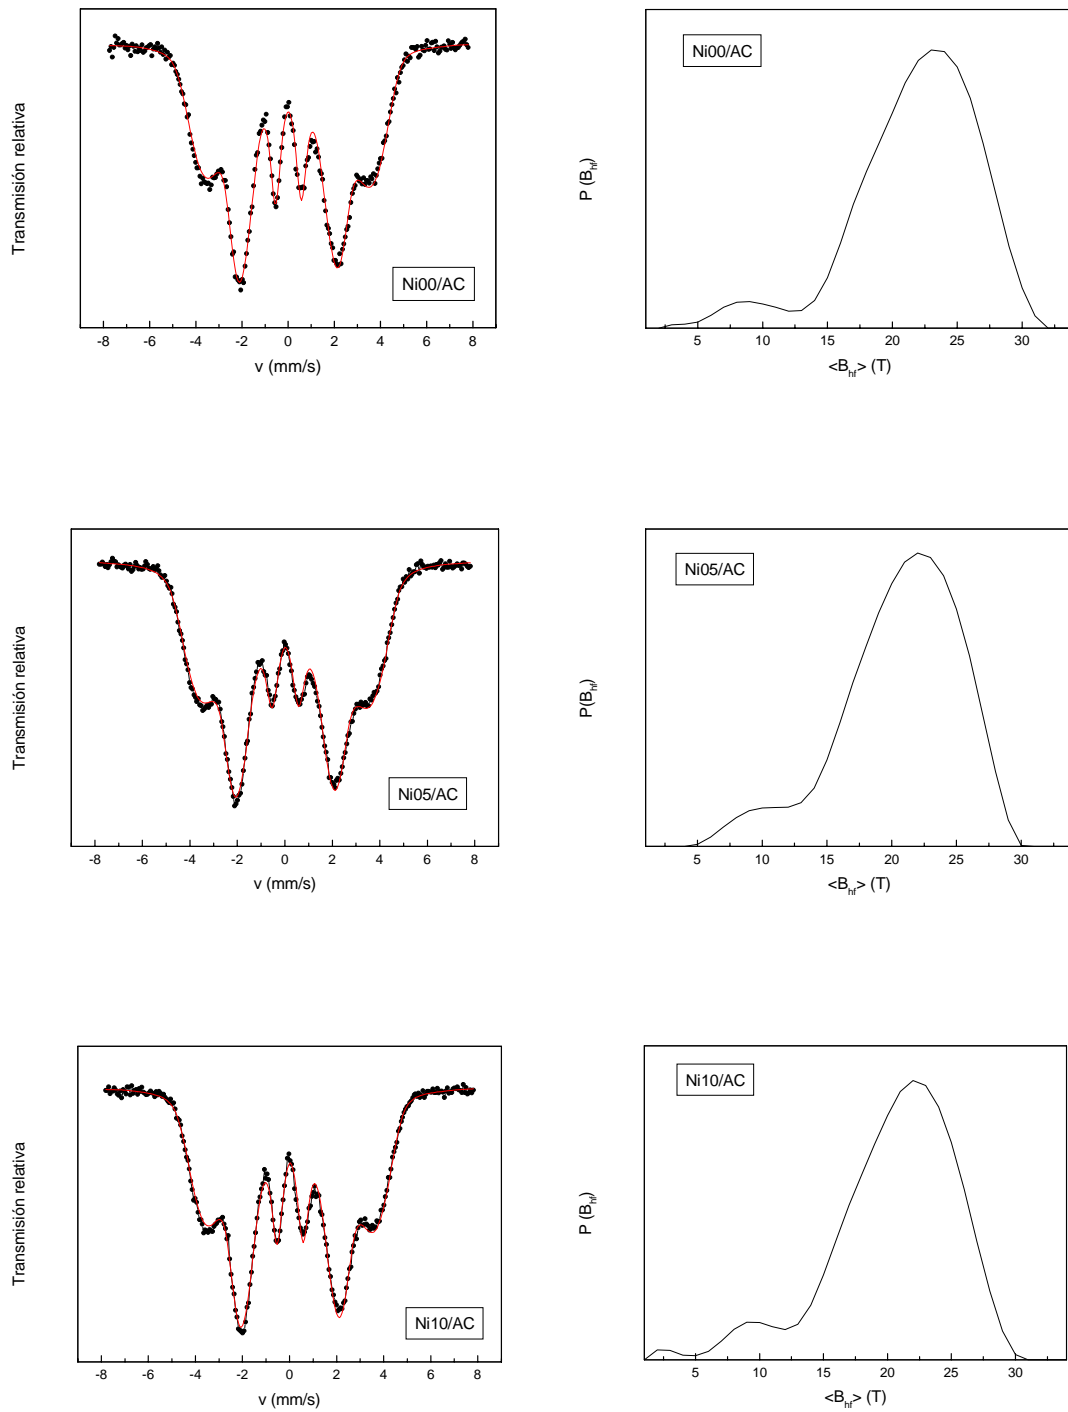 Transmisión relativa
Ni00/AC
-8 -6 -4 -2 0 2 4 6 8
v (mm/s)
P (B_hf)
Ni00/AC
5 10 15 20 25 30
<B_hf> (T)
Transmisión relativa
Ni05/AC
-8 -6 -4 -2 0 2 4 6 8
v (mm/s)
P(B_hf)
Ni05/AC
5 10 15 20 25 30
<B_hf> (T)
Transmisión relativa
Ni10/AC
-8 -6 -4 -2 0 2 4 6 8
v (mm/s)
P (B_hf)
Ni10/AC
5 10 15 20 25 30
<B_hf> (T)